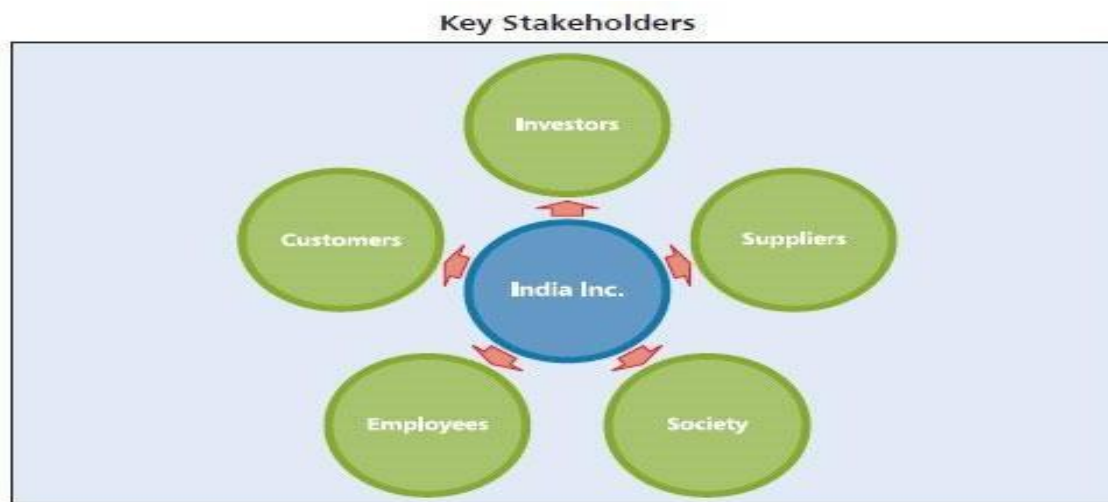 Key Stakeholders
Investors
Customers
Suppliers
India Inc.
Employees
Society